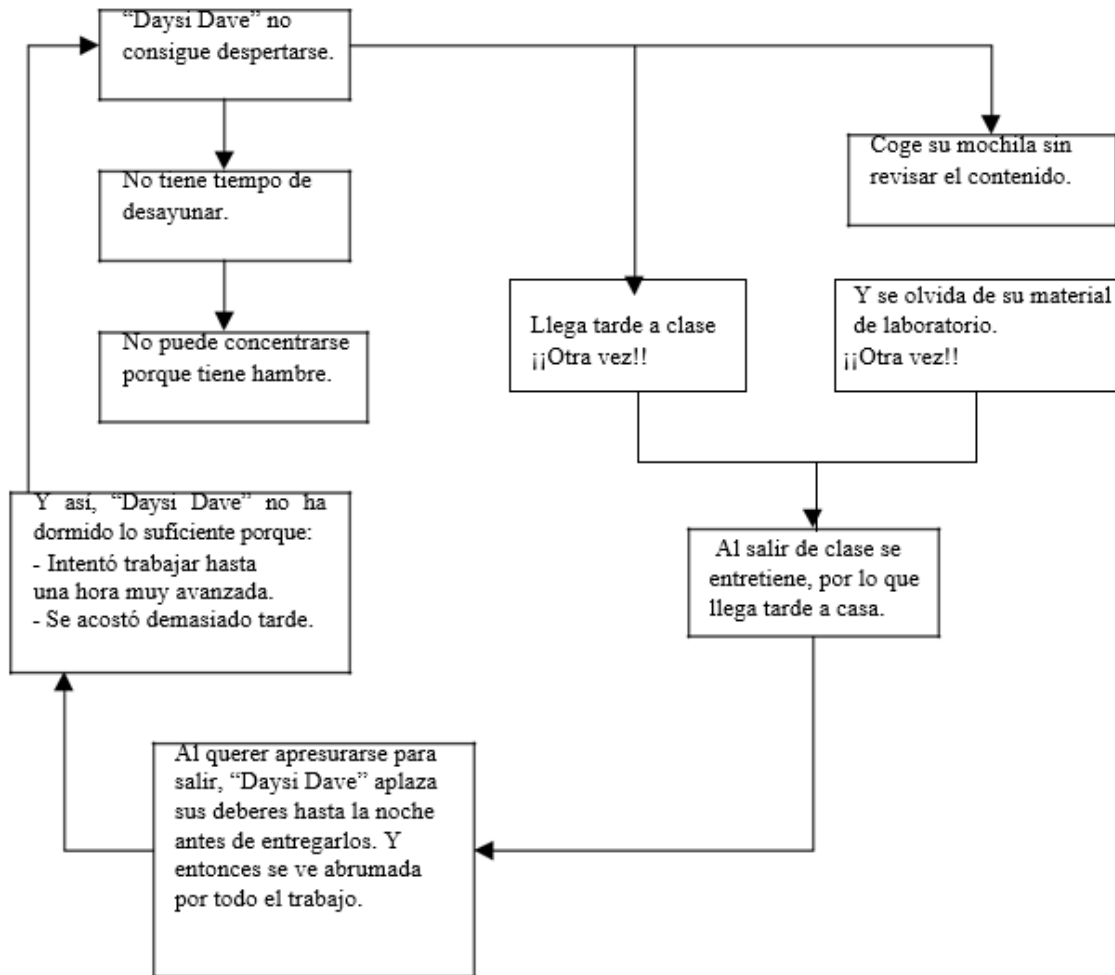 “Daysi Dave” no
consigue despertarse.
Coge su mochila sin
revisar el contenido.
No tiene tiempo de
desayunar.
Llega tarde a clase
¡¡Otra vez!!
Y se olvida de su material
de laboratorio.
¡¡Otra vez!!
No puede concentrarse
porque tiene hambre.
Y así, “Daysi Dave” no ha
dormido lo suficiente porque:
- Intentó trabajar hasta
una hora muy avanzada.
- Se acostó demasiado tarde.
Al salir de clase se
entretiene, por lo que
llega tarde a casa.
Al querer apresurarse para
salir, “Daysi Dave” aplaza
sus deberes hasta la noche
antes de entregarlos. Y
entonces se ve abrumada
por todo el trabajo.